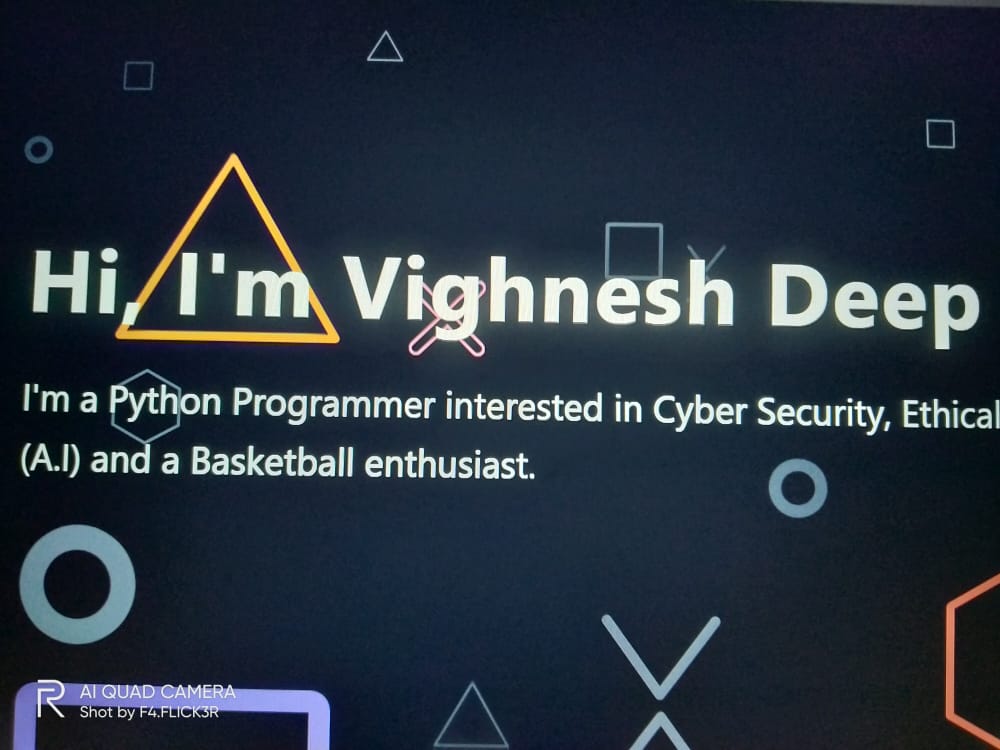 Hi, I'm Vighnesh Deep
I'm a Python Programmer interested in Cyber Security, Ethical
(A.I) and a Basketball enthusiast.
AI QUAD CAMERA
Shot by F4.FLICK3R